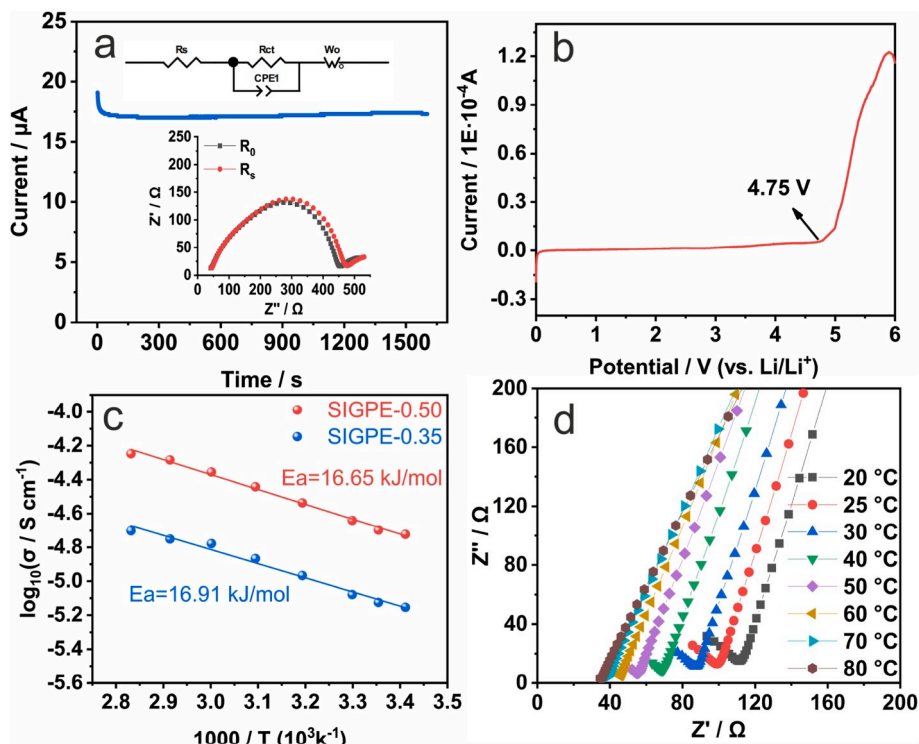 a
Rs
Rct
Wo
CPE1
25
20
15
10
5
0
Current / µA
250
200
150
100
50
0
Z' / Ω
R0
Rs
0 100 200 300 400 500
Z'' / Ω
0 300 600 900 1200 1500
Time / s
b
1.2
0.9
0.6
0.3
0.0
-0.3
Current / 1E·10-4A
4.75 V
0 1 2 3 4 5 6
Potential / V (vs. Li/Li+)
c
-4.0
-4.2
-4.4
-4.6
-4.8
-5.0
-5.2
-5.4
-5.6
log10(σ / S cm-1)
SIGPE-0.50
SIGPE-0.35
Ea=16.65 kJ/mol
Ea=16.91 kJ/mol
2.8 2.9 3.0 3.1 3.2 3.3 3.4 3.5
1000 / T (103k-1)
d
200
160
120
80
40
0
Z'' / Ω
20 °C
25 °C
30 °C
40 °C
50 °C
60 °C
70 °C
80 °C
0 40 80 120 160 200
Z' / Ω